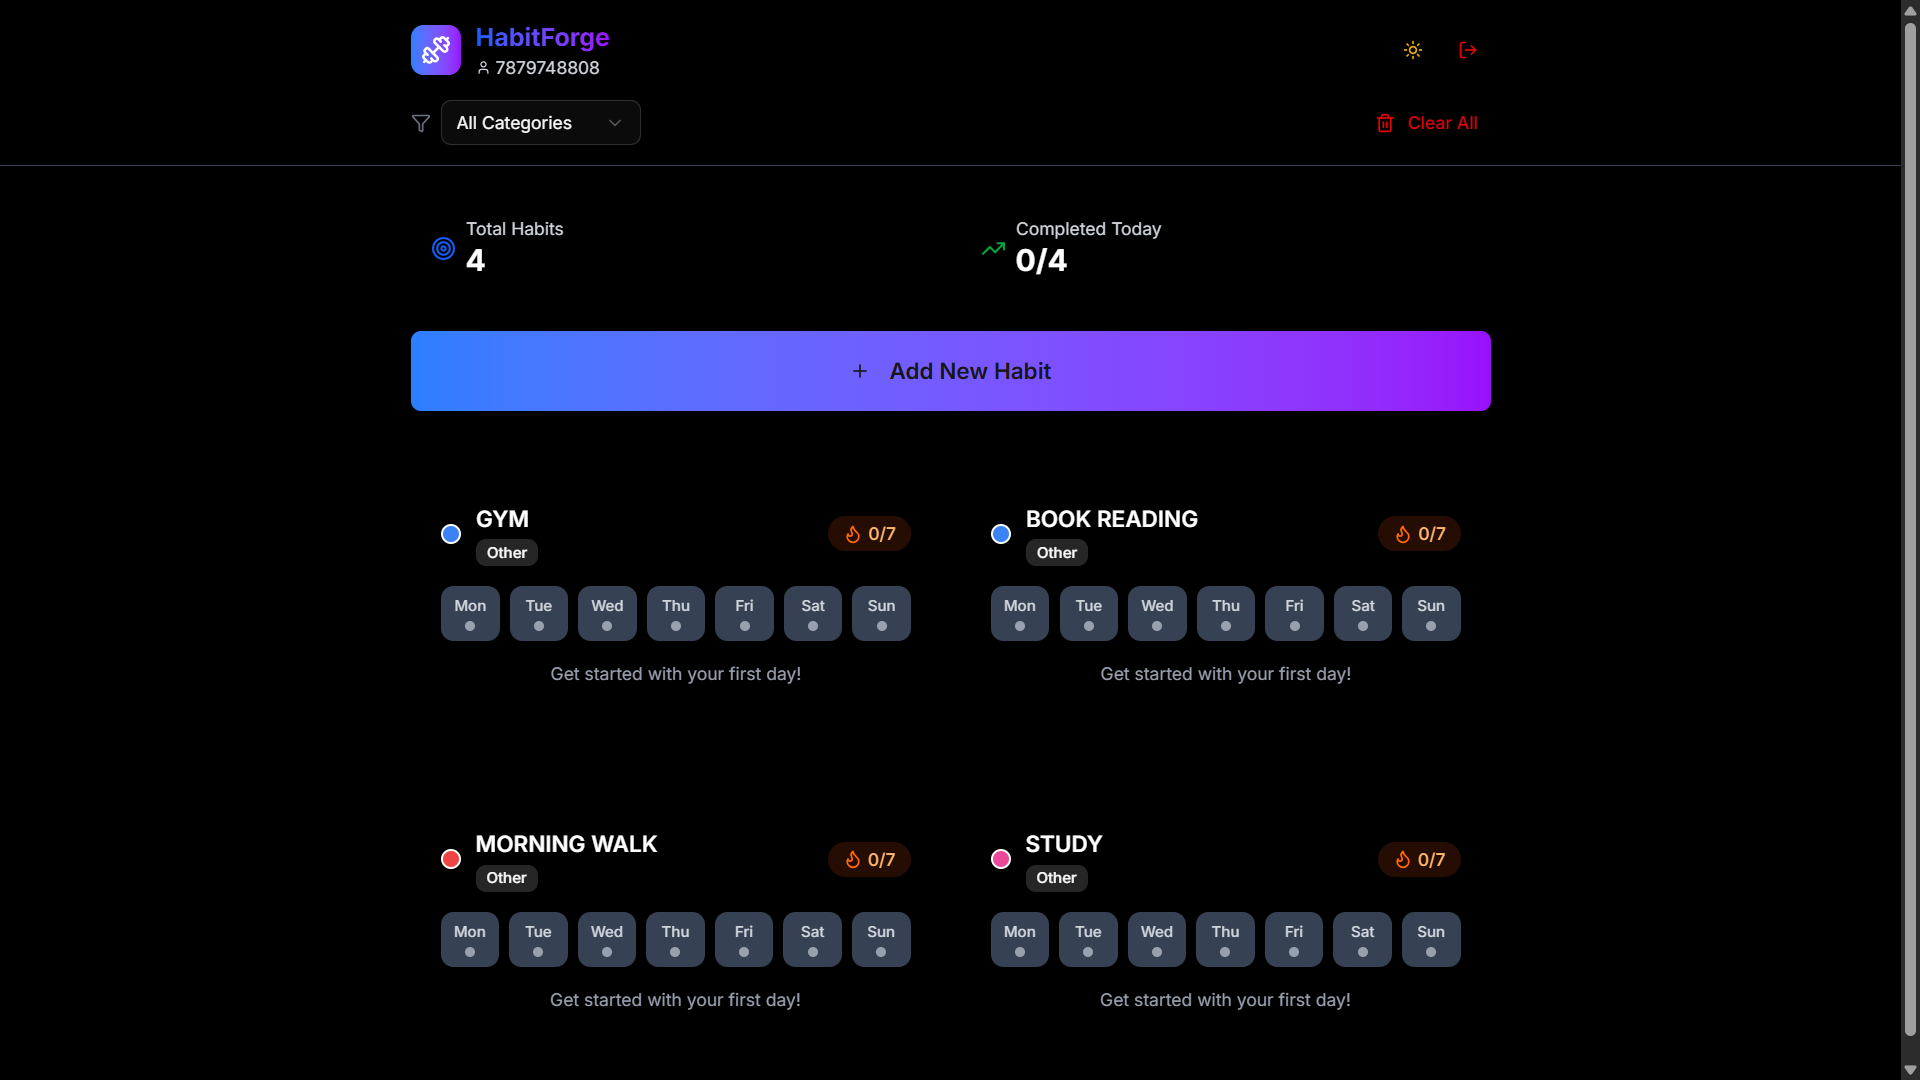 HabitForge
7879748808
All Categories
Clear All
Total Habits
4
Completed Today
0/4
Add New Habit
GYM
Other
0/7
Mon Tue Wed Thu Fri Sat Sun
Get started with your first day!
BOOK READING
Other
0/7
Mon Tue Wed Thu Fri Sat Sun
Get started with your first day!
MORNING WALK
Other
0/7
Mon Tue Wed Thu Fri Sat Sun
Get started with your first day!
STUDY
Other
0/7
Mon Tue Wed Thu Fri Sat Sun
Get started with your first day!